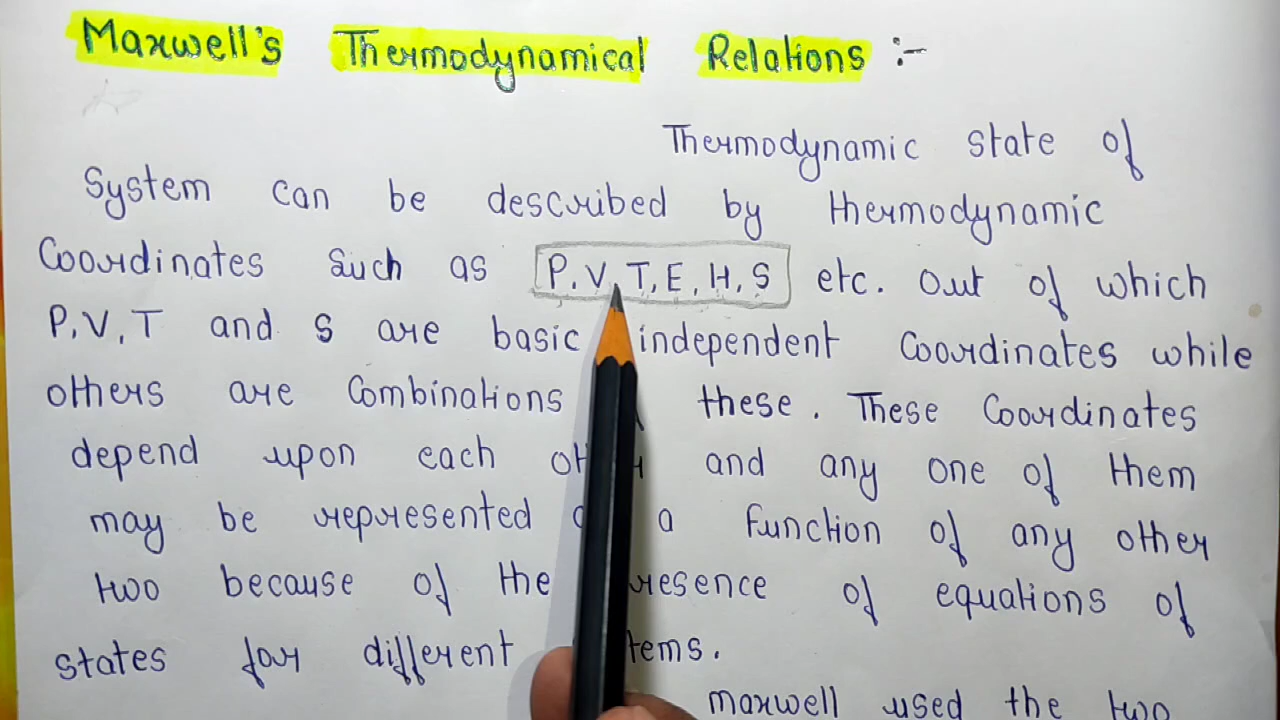 Maxwell's Thermodynamical Relations :-
Thermodynamic state of
System can be described by thermodynamic
Coordinates such as P, V, T, E, H, S etc. Out of which
P, V, T and S are basic independent Coordinates while
others are Combinations these. These Coordinates
depend upon each and any one of them
may be represented a function of any other
two because of the of equations of
states for different
maxwell used the two